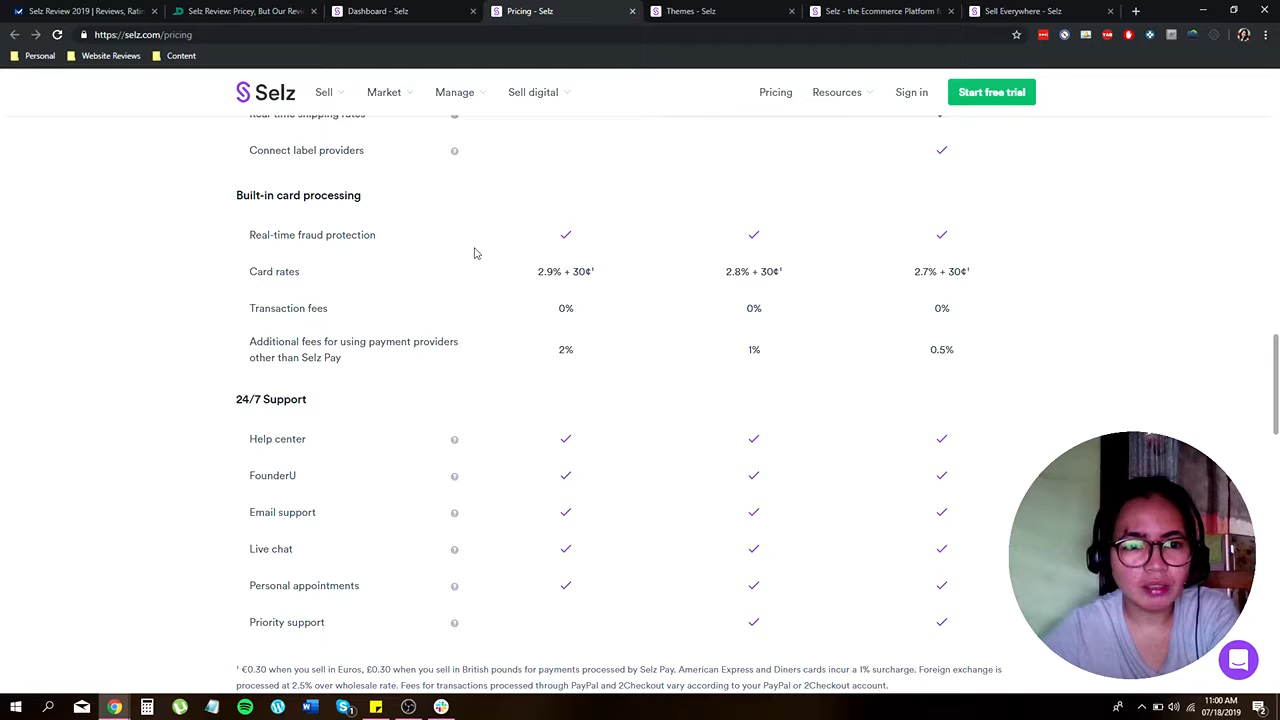 Selz Review 2019 | Reviews, Ratin
Selz Review: Pricey, But Our Rev
Dashboard - Selz
Pricing - Selz
Themes - Selz
Selz - the Ecommerce Platform f
Sell Everywhere - Selz
https://selz.com/pricing
Personal
Website Reviews
Content
Selz
Sell
Market
Manage
Sell digital
Pricing
Resources
Sign in
Start free trial
Real-time shipping rates
Connect label providers
Built-in card processing
Real-time fraud protection
Card rates 2.9% + 30¢¹ 2.8% + 30¢¹ 2.7% + 30¢¹
Transaction fees 0% 0% 0%
Additional fees for using payment providers
other than Selz Pay 2% 1% 0.5%
24/7 Support
Help center
FounderU
Email support
Live chat
Personal appointments
Priority support
¹ €0.30 when you sell in Euros, £0.30 when you sell in British pounds for payments processed by Selz Pay. American Express and Diners cards incur a 1% surcharge. Foreign exchange is
processed at 2.5% over wholesale rate. Fees for transactions processed through PayPal and 2Checkout vary according to your PayPal or 2Checkout account.
11:00 AM
07/18/2019